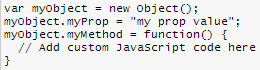 var myObject = new Object();
myObject.myProp = "my prop value";
myObject.myMethod = function() {
  // Add custom JavaScript code here
}